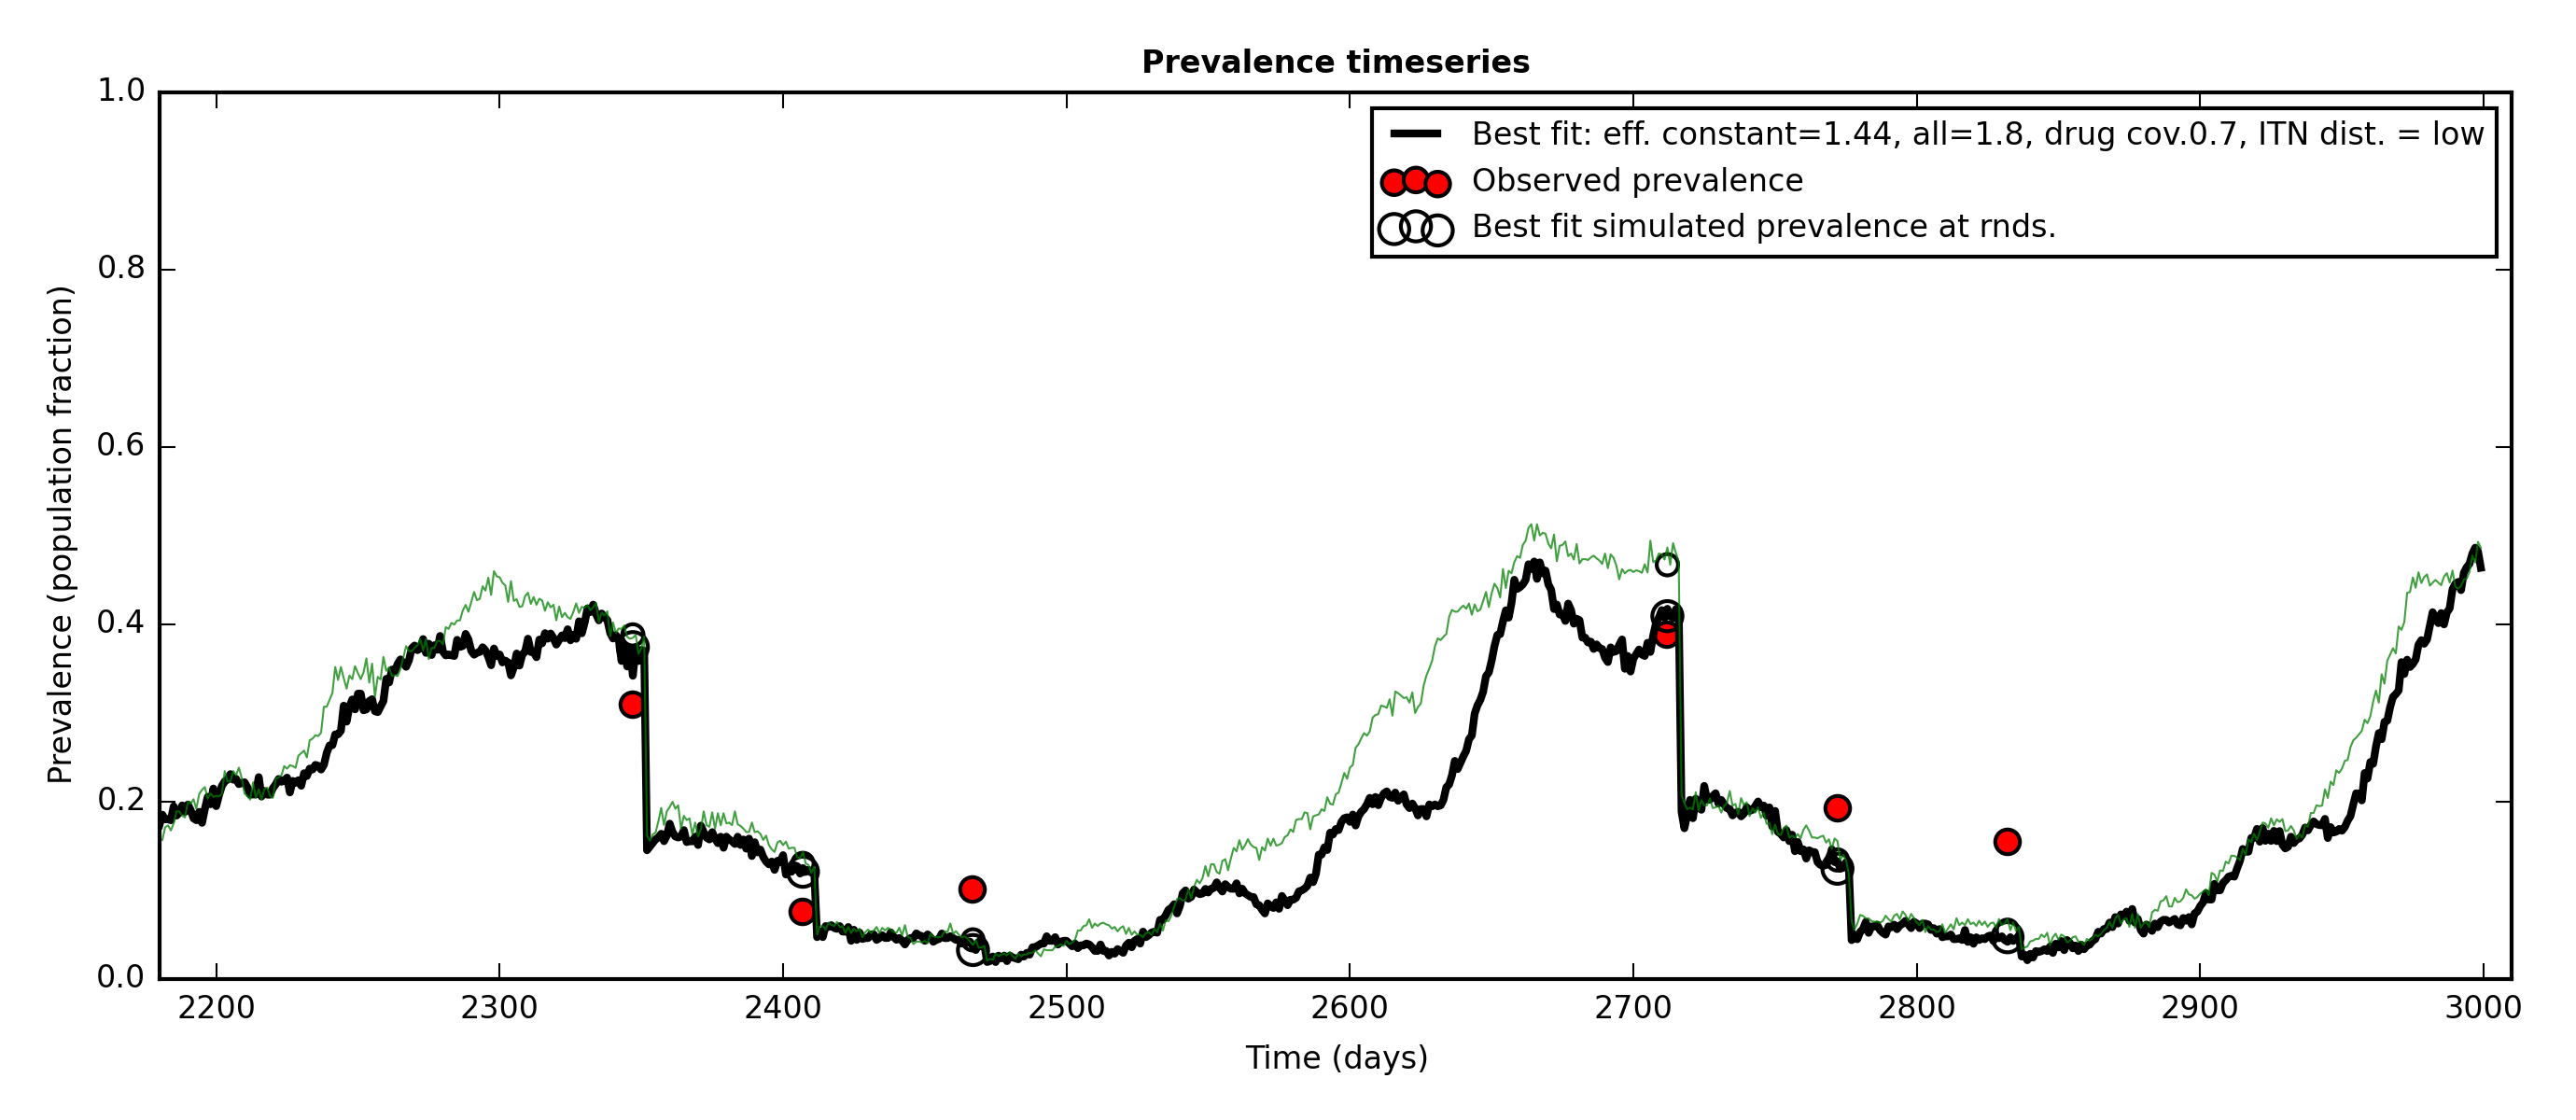 Prevalence timeseries
1.0
0.8
0.6
0.4
0.2
0.0
Prevalence (population fraction)
Best fit: eff. constant=1.44, all=1.8, drug cov.0.7, ITN dist. = low
Observed prevalence
Best fit simulated prevalence at rnds.
2200 2300 2400 2500 2600 2700 2800 2900 3000
Time (days)